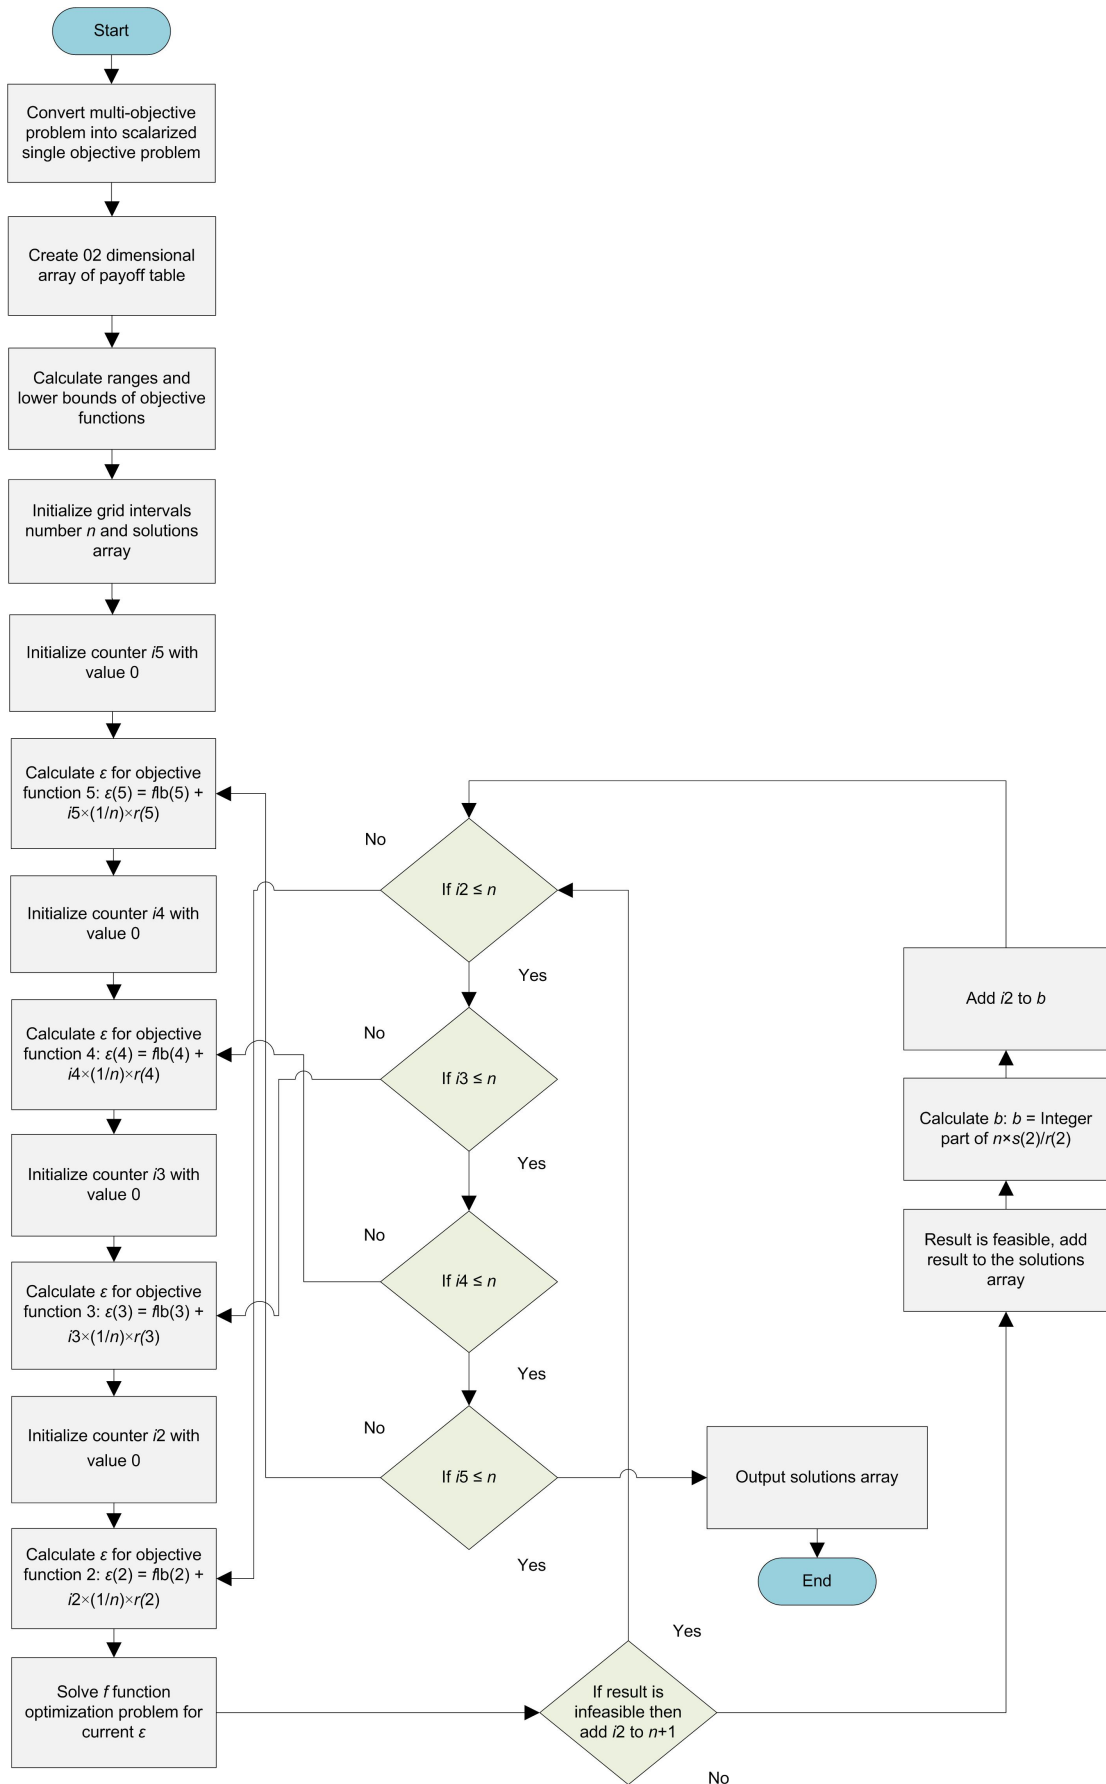 Start
Convert multi-objective
problem into scalarized
single objective problem
Create 02 dimensional
array of payoff table
Calculate ranges and
lower bounds of objective
functions
Initialize grid intervals
number n and solutions
array
Initialize counter i5 with
value 0
Calculate ε for objective
function 5: ε(5) = flb(5) +
i5×(1/n)×r(5)
Initialize counter i4 with
value 0
Calculate ε for objective
function 4: ε(4) = flb(4) +
i4×(1/n)×r(4)
Initialize counter i3 with
value 0
Calculate ε for objective
function 3: ε(3) = flb(3) +
i3×(1/n)×r(3)
Initialize counter i2 with
value 0
Calculate ε for objective
function 2: ε(2) = flb(2) +
i2×(1/n)×r(2)
Solve f function
optimization problem for
current ε
No
If i2 ≤ n
Yes
No
If i3 ≤ n
Yes
No
If i4 ≤ n
Yes
No
If i5 ≤ n
Yes
Output solutions array
End
Yes
If result is
infeasible then
add i2 to n+1
No
Add i2 to b
Calculate b: b = Integer
part of n×s(2)/r(2)
Result is feasible, add
result to the solutions
array